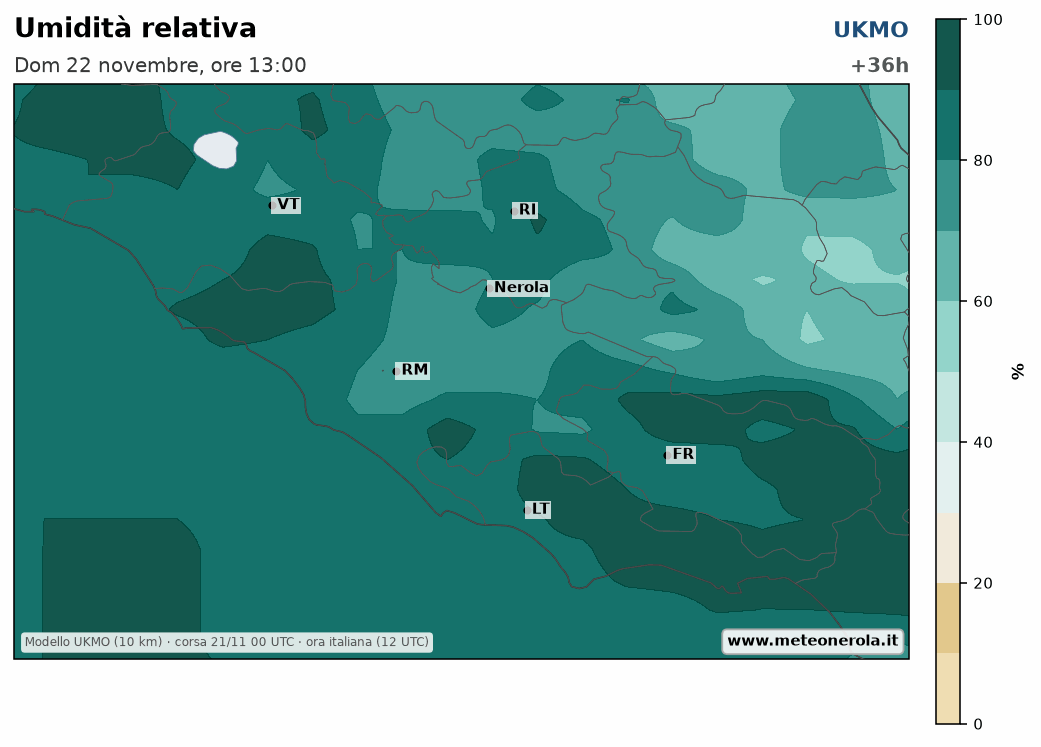 Umidità relativa
UKMO
Dom 22 novembre, ore 13:00
+36h
100
80
60
40
20
0
%
VT
RI
Nerola
RM
FR
LT
Modello UKMO (10 km) · corsa 21/11 00 UTC · ora italiana (12 UTC)
www.meteonerola.it